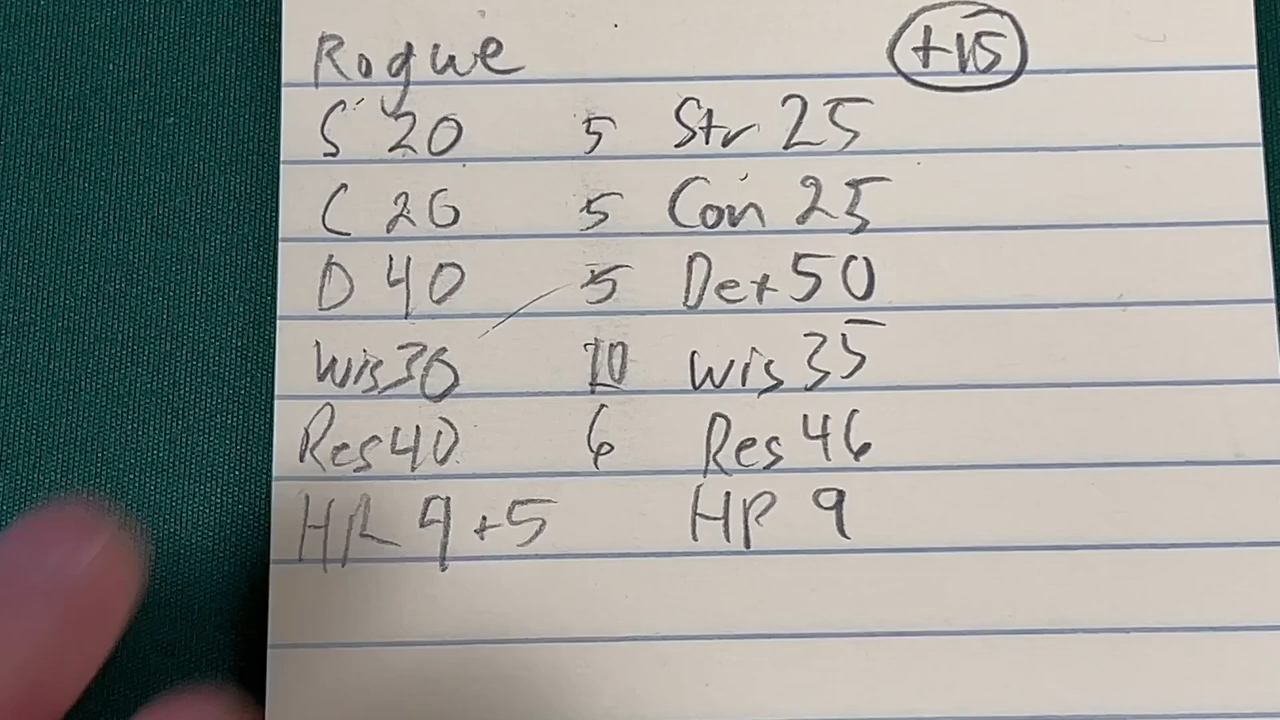 Rogue +15
S 20 5 Str 25
C 20 5 Con 25
D 40 5 Dex 50
Wis 30 10 Wis 35
Res 40 6 Res 46
HP 9 +5 HP 9